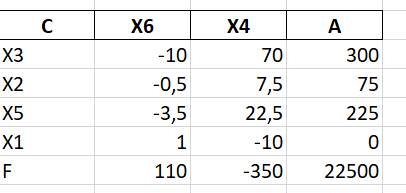 C X6 X4 A
X3 -10 70 300
X2 -0,5 7,5 75
X5 -3,5 22,5 225
X1 1 -10 0
F 110 -350 22500